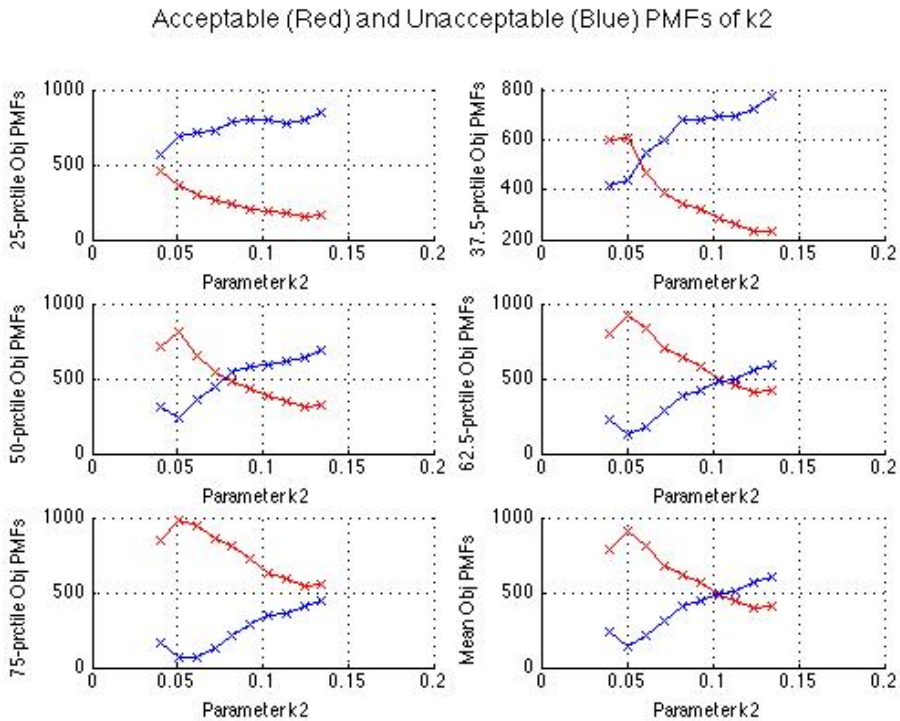 Acceptable (Red) and Unacceptable (Blue) PMFs of k2
25-prctile Obj PMFs
1000
500
0
0 0.05 0.1 0.15 0.2
Parameter k2
37.5-prctile Obj PMFs
800
600
400
200
0 0.05 0.1 0.15 0.2
Parameter k2
50-prctile Obj PMFs
1000
500
0
0 0.05 0.1 0.15 0.2
Parameter k2
62.5-prctile Obj PMFs
1000
500
0
0 0.05 0.1 0.15 0.2
Parameter k2
75-prctile Obj PMFs
1000
500
0
0 0.05 0.1 0.15 0.2
Parameter k2
Mean Obj PMFs
1000
500
0
0 0.05 0.1 0.15 0.2
Parameter k2